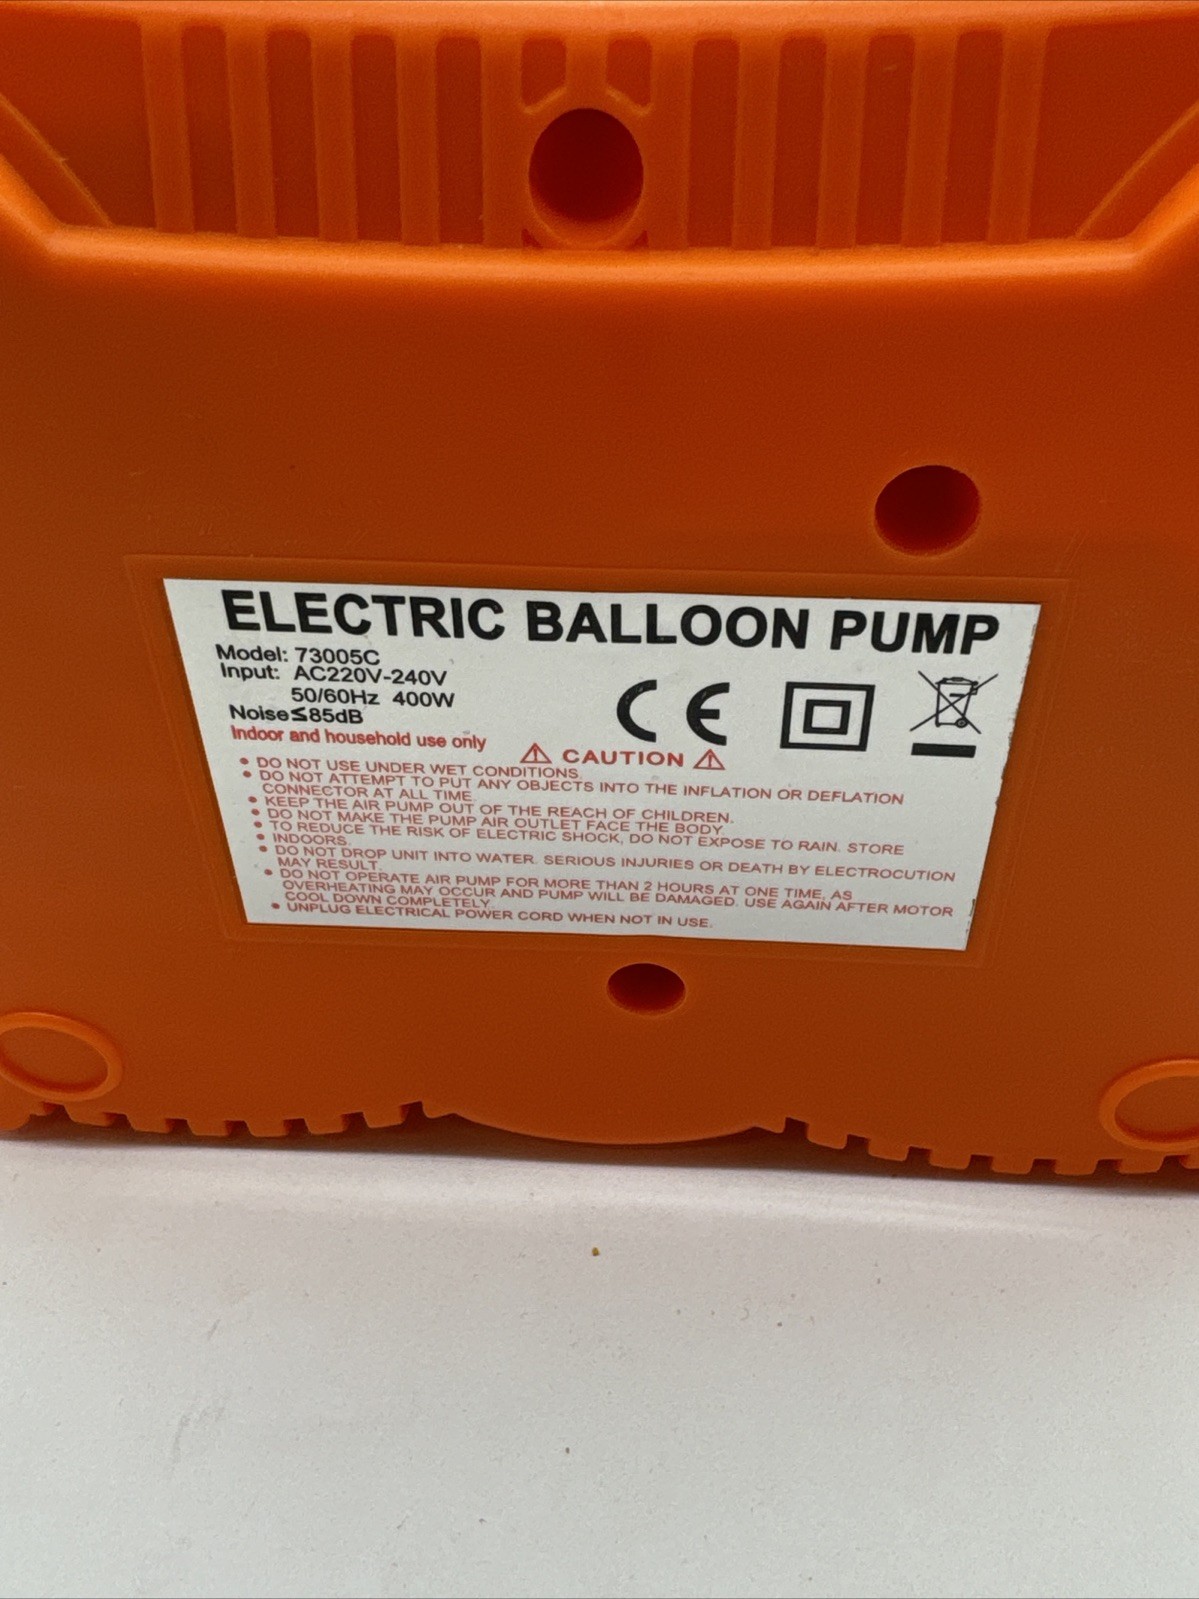 ELECTRIC BALLOON PUMP
Model: 73005C
Input: AC220V-240V
50/60Hz 400W
Noise≤85dB
Indoor and household use only
CE
CAUTION
• DO NOT USE UNDER WET CONDITIONS.
• DO NOT ATTEMPT TO PUT ANY OBJECTS INTO THE INFLATION OR DEFLATION
CONNECTOR AT ALL TIME.
• KEEP THE AIR PUMP OUT OF THE REACH OF CHILDREN.
• DO NOT MAKE THE PUMP AIR OUTLET FACE THE BODY.
• TO REDUCE THE RISK OF ELECTRIC SHOCK, DO NOT EXPOSE TO RAIN. STORE
• INDOORS.
• DO NOT DROP UNIT INTO WATER. SERIOUS INJURIES OR DEATH BY ELECTROCUTION
MAY RESULT.
• DO NOT OPERATE AIR PUMP FOR MORE THAN 2 HOURS AT ONE TIME, AS
OVERHEATING MAY OCCUR AND PUMP WILL BE DAMAGED. USE AGAIN AFTER MOTOR
COOL DOWN COMPLETELY.
• UNPLUG ELECTRICAL POWER CORD WHEN NOT IN USE.